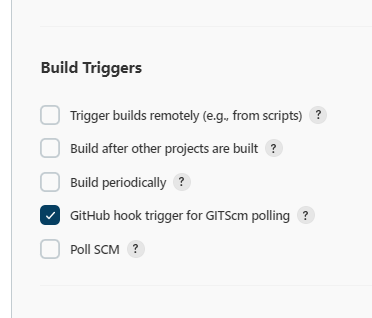 Build Triggers
Trigger builds remotely (e.g., from scripts) ?
Build after other projects are built ?
Build periodically ?
GitHub hook trigger for GITScm polling ?
Poll SCM ?